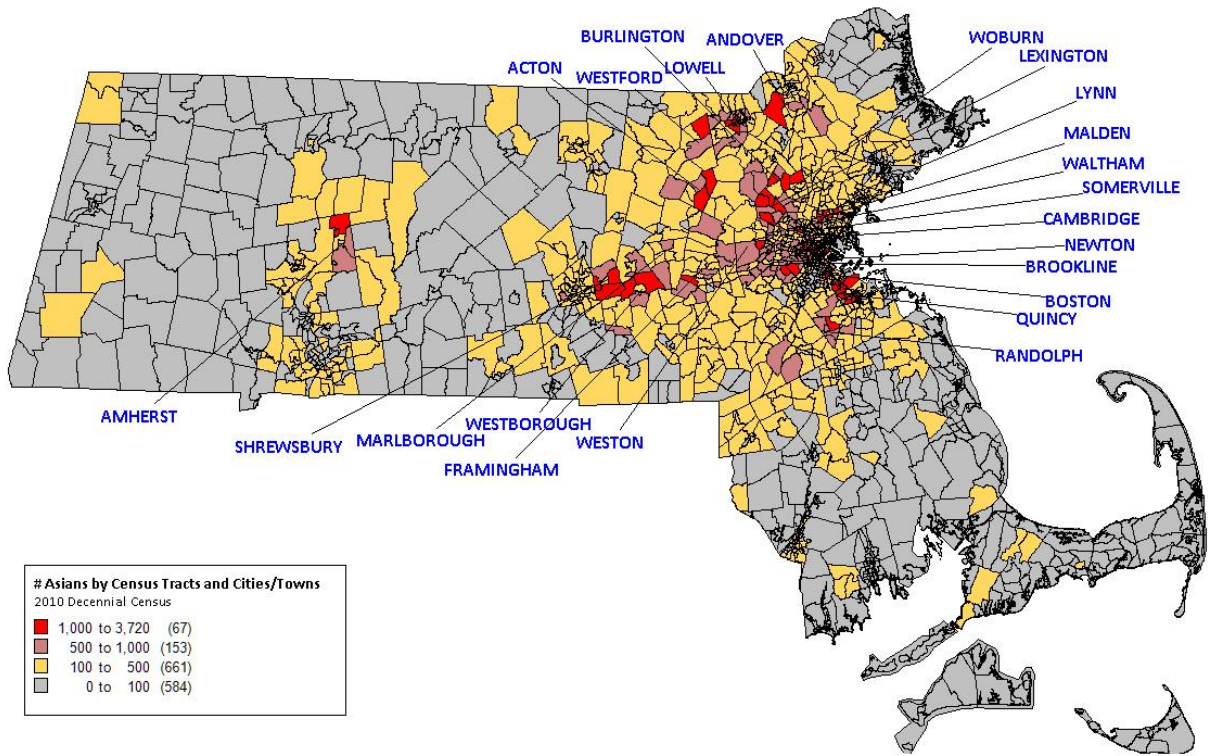 BURLINGTON
ANDOVER
WOBURN
ACTON
WESTFORD
LOWELL
LEXINGTON
LYNN
MALDEN
WALTHAM
SOMERVILLE
CAMBRIDGE
NEWTON
BROOKLINE
BOSTON
QUINCY
RANDOLPH
AMHERST
SHREWSBURY
MARLBOROUGH
WESTBOROUGH
FRAMINGHAM
WESTON
# Asians by Census Tracts and Cities/Towns
2010 Decennial Census
1,000 to 3,720 (67)
500 to 1,000 (153)
100 to 500 (661)
0 to 100 (584)